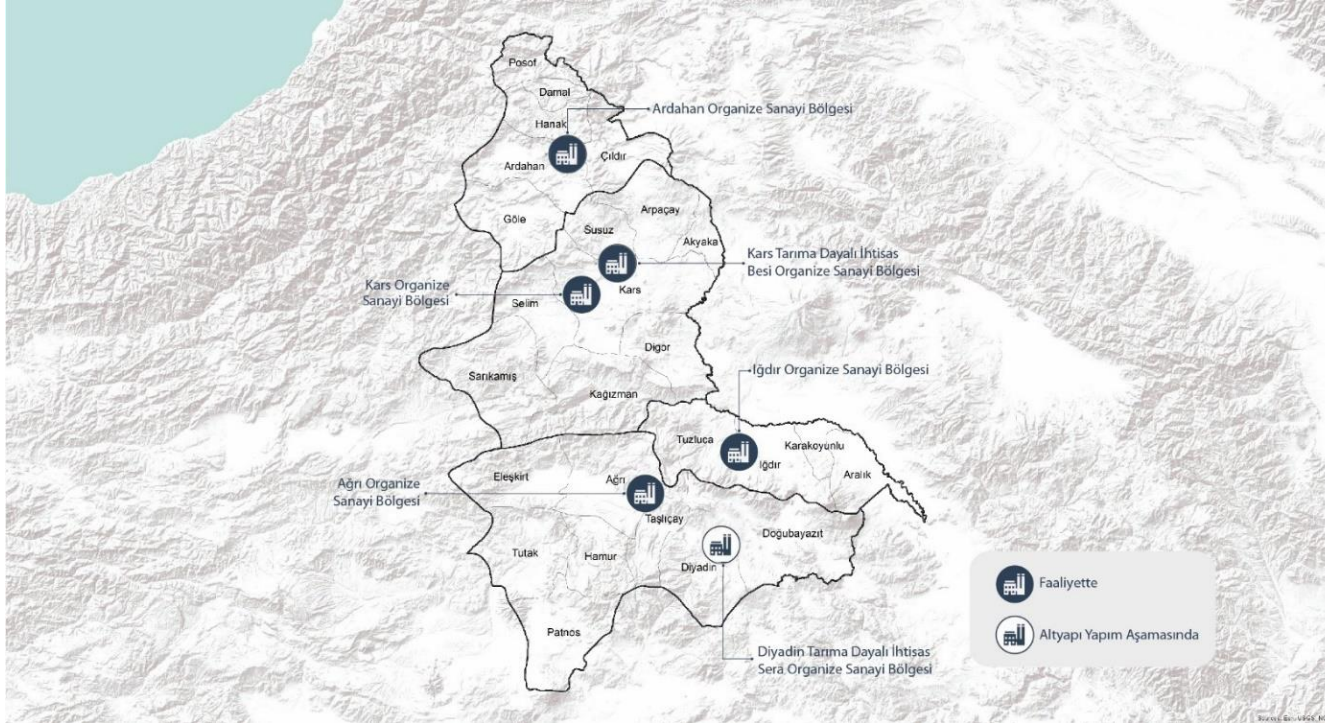 Posof
Damal
Hanak
Ardahan Organize Sanayi Bölgesi
Ardahan
Çıldır
Göle
Arpaçay
Susuz
Akyaka
Kars Tarıma Dayalı İhtisas
Besi Organize Sanayi Bölgesi
Kars Organize
Sanayi Bölgesi
Kars
Selim
Digor
Sarıkamış
Kağızman
Iğdır Organize Sanayi Bölgesi
Tuzluca
Karakoyunlu
Iğdır
Aralık
Eleşkirt
Ağrı
Ağrı Organize
Sanayi Bölgesi
Taşlıçay
Doğubayazıt
Tutak
Hamur
Diyadin
Patnos
Diyadin Tarıma Dayalı İhtisas
Sera Organize Sanayi Bölgesi
Faaliyette
Altyapı Yapım Aşamasında